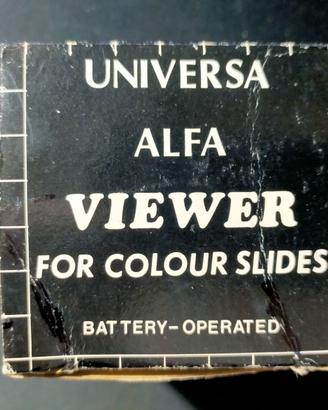 UNIVERSA
ALFA
VIEWER
FOR COLOUR SLIDES
BATTERY-OPERATED